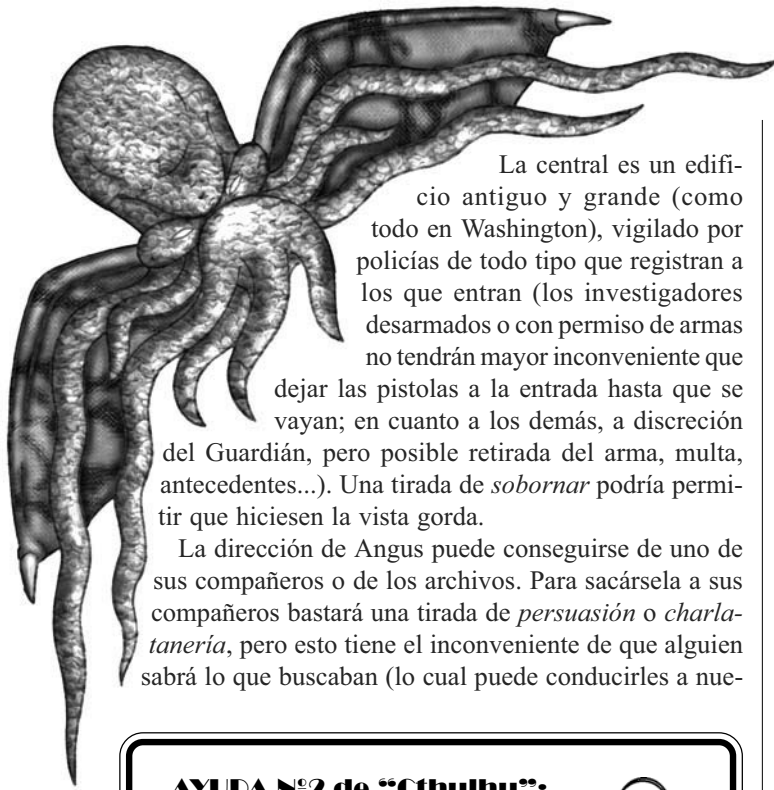 La central es un edifi-
cio antiguo y grande (como
todo en Washington), vigilado por
policías de todo tipo que registran a
los que entran (los investigadores
desarmados o con permiso de armas
no tendrán mayor inconveniente que
dejar las pistolas a la entrada hasta que se
vayan; en cuanto a los demás, a discreción
del Guardián, pero posible retirada del arma, multa,
antecedentes...). Una tirada de sobornar podría permi-
tir que hiciesen la vista gorda.
La dirección de Angus puede conseguirse de uno de
sus compañeros o de los archivos. Para sacársela a sus
compañeros bastará una tirada de persuasión o charla-
tanería, pero esto tiene el inconveniente de que alguien
sabrá lo que buscaban (lo cual puede conducirles a nue-
AYUDA Nº2 de “Cthulhu”: